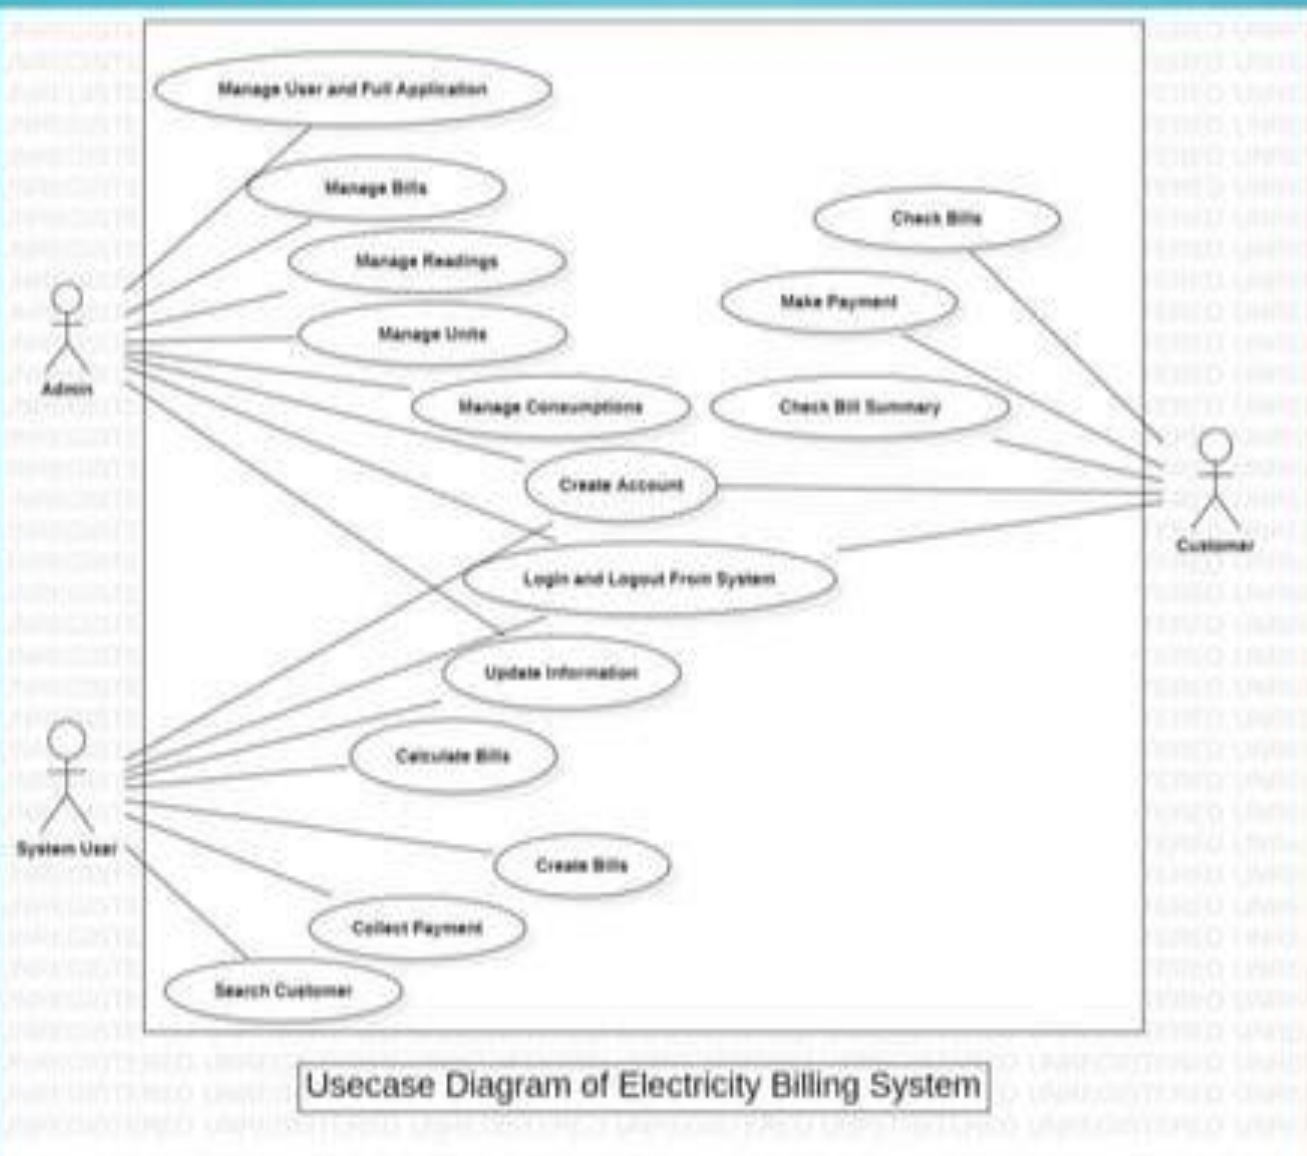 Manage User and Full Application
Manage Bills
Manage Readings
Manage Units
Manage Consumptions
Create Account
Login and Logout From System
Update Information
Calculate Bills
Create Bills
Collect Payment
Search Customer
Check Bills
Make Payment
Check Bill Summary
Admin
System User
Customer
Usecase Diagram of Electricity Billing System